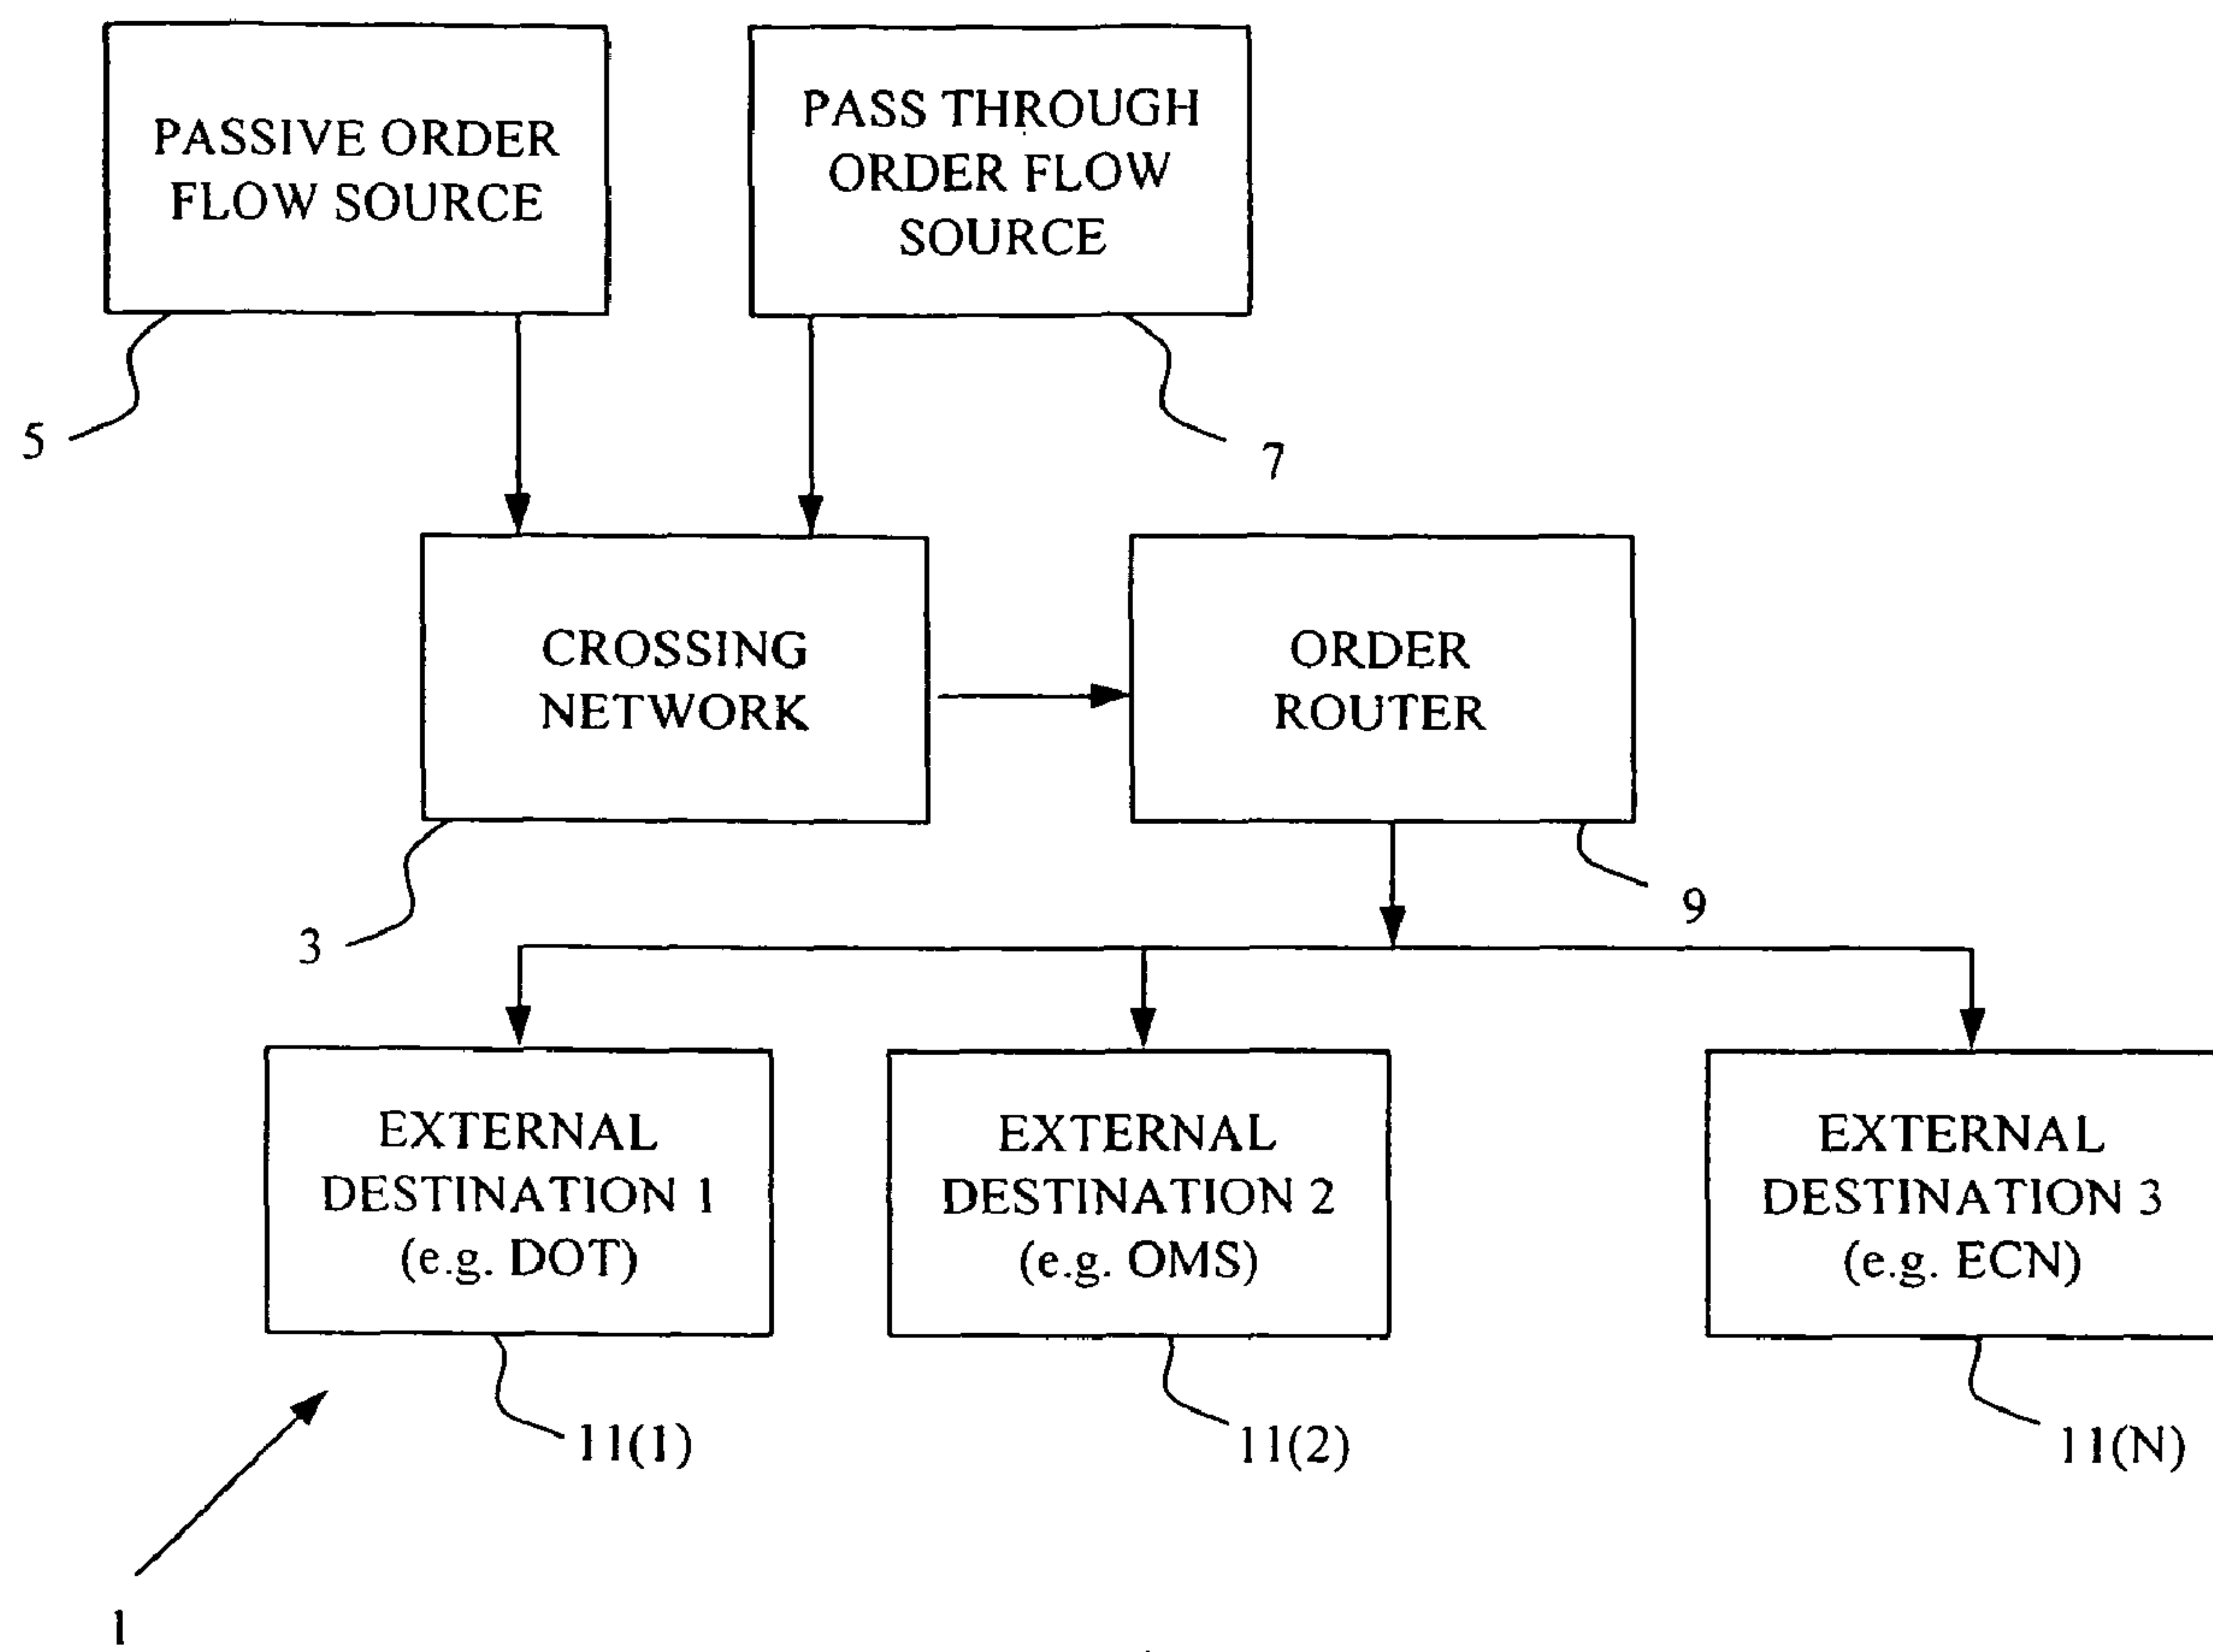 PASSIVE ORDER
FLOW SOURCE
PASS THROUGH
ORDER FLOW
SOURCE
5
7
CROSSING
NETWORK
ORDER
ROUTER
3
9
EXTERNAL
DESTINATION 1
(e.g. DOT)
EXTERNAL
DESTINATION 2
(e.g. OMS)
EXTERNAL
DESTINATION 3
(e.g. ECN)
11(1)
11(2)
11(N)
1